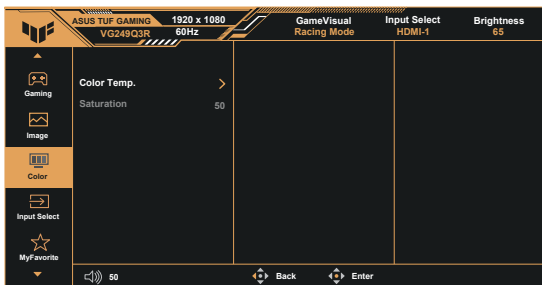 ASUS TUF GAMING 1920 x 1080 GameVisual Input Select Brightness
VG249Q3R 60Hz Racing Mode HDMI-1 65
Gaming
Image
Color
Input Select
MyFavorite
Color Temp.
Saturation 50
50 Back Enter